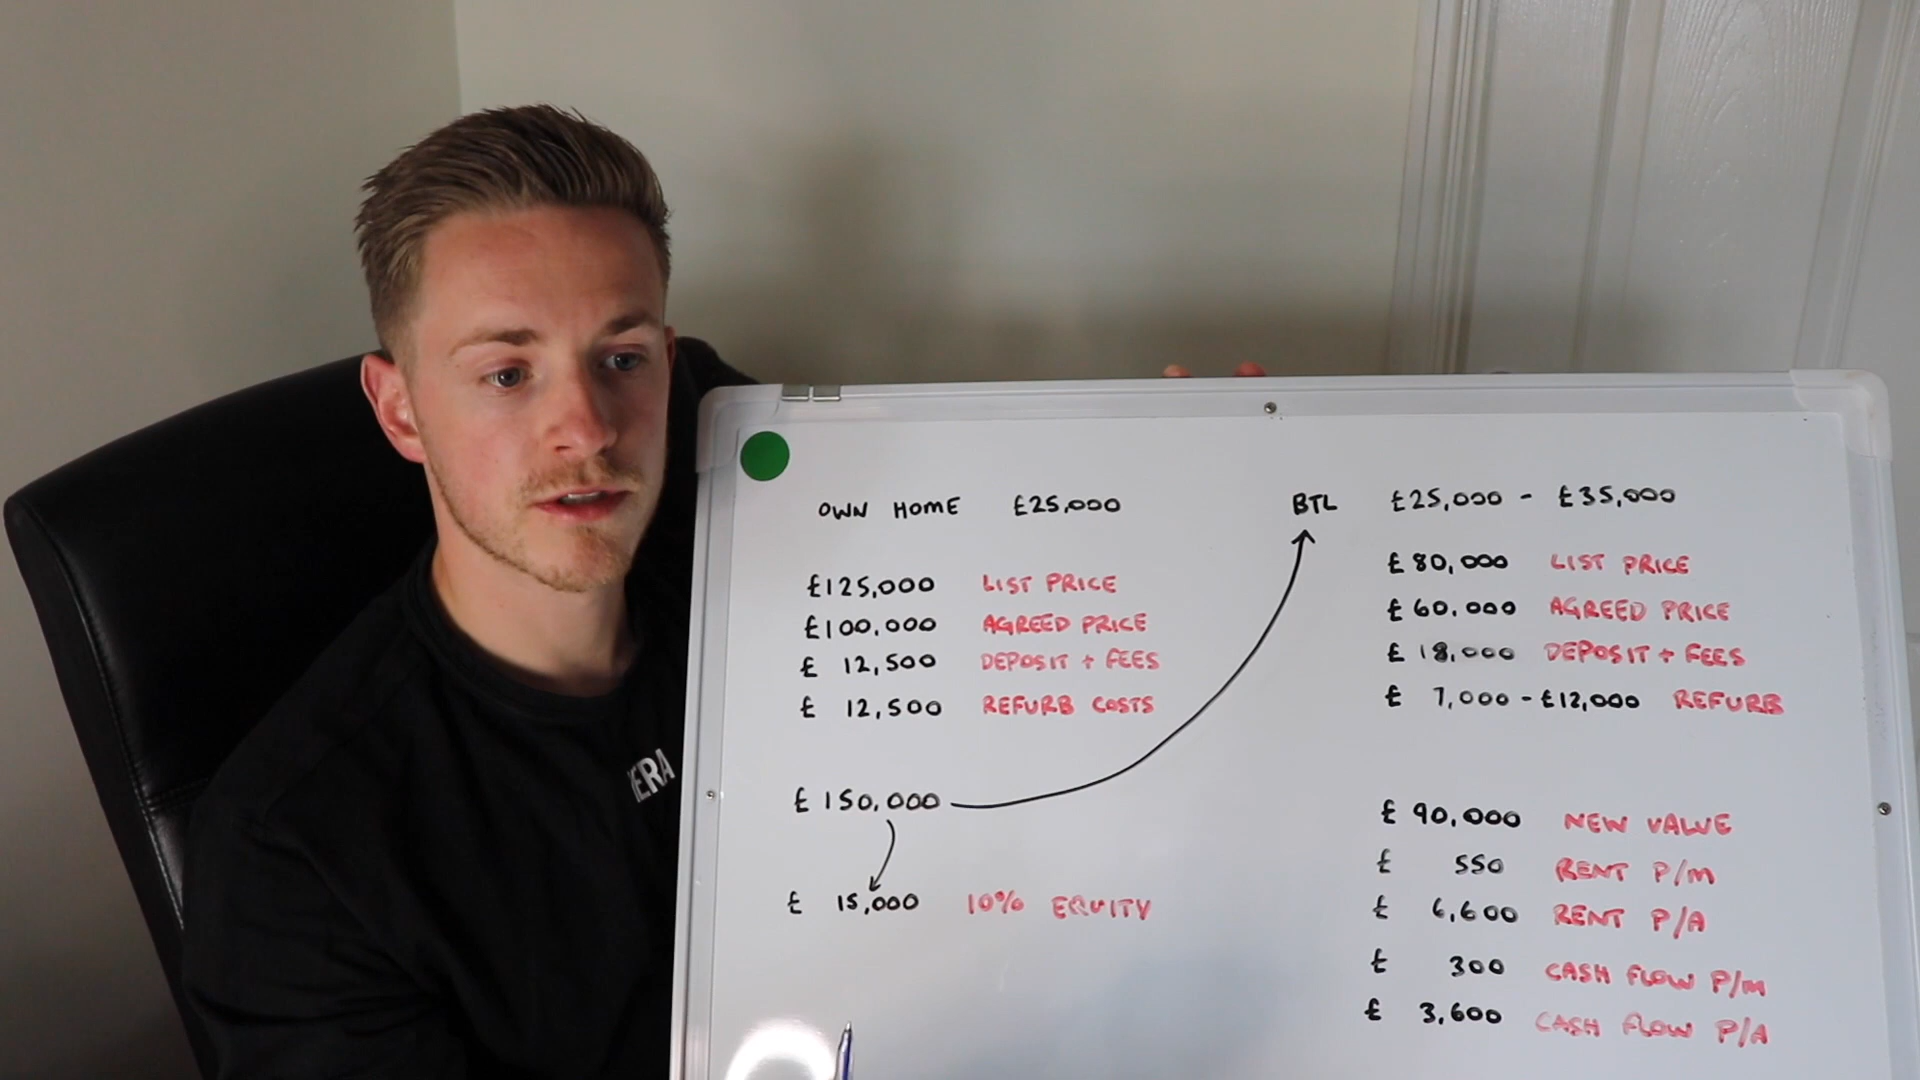 OWN HOME £25,000
£125,000 LIST PRICE
£100,000 AGREED PRICE
£ 12,500 DEPOSIT + FEES
£ 12,500 REFURB COSTS
£ 150,000
£ 15,000 10% EQUITY
BTL £25,000 - £35,000
£ 80,000 LIST PRICE
£ 60,000 AGREED PRICE
£ 18,000 DEPOSIT + FEES
£ 7,000 - £12,000 REFURB
£ 90,000 NEW VALUE
£ 550 RENT P/M
£ 6,600 RENT P/A
£ 300 CASH FLOW P/M
£ 3,600 CASH FLOW P/A